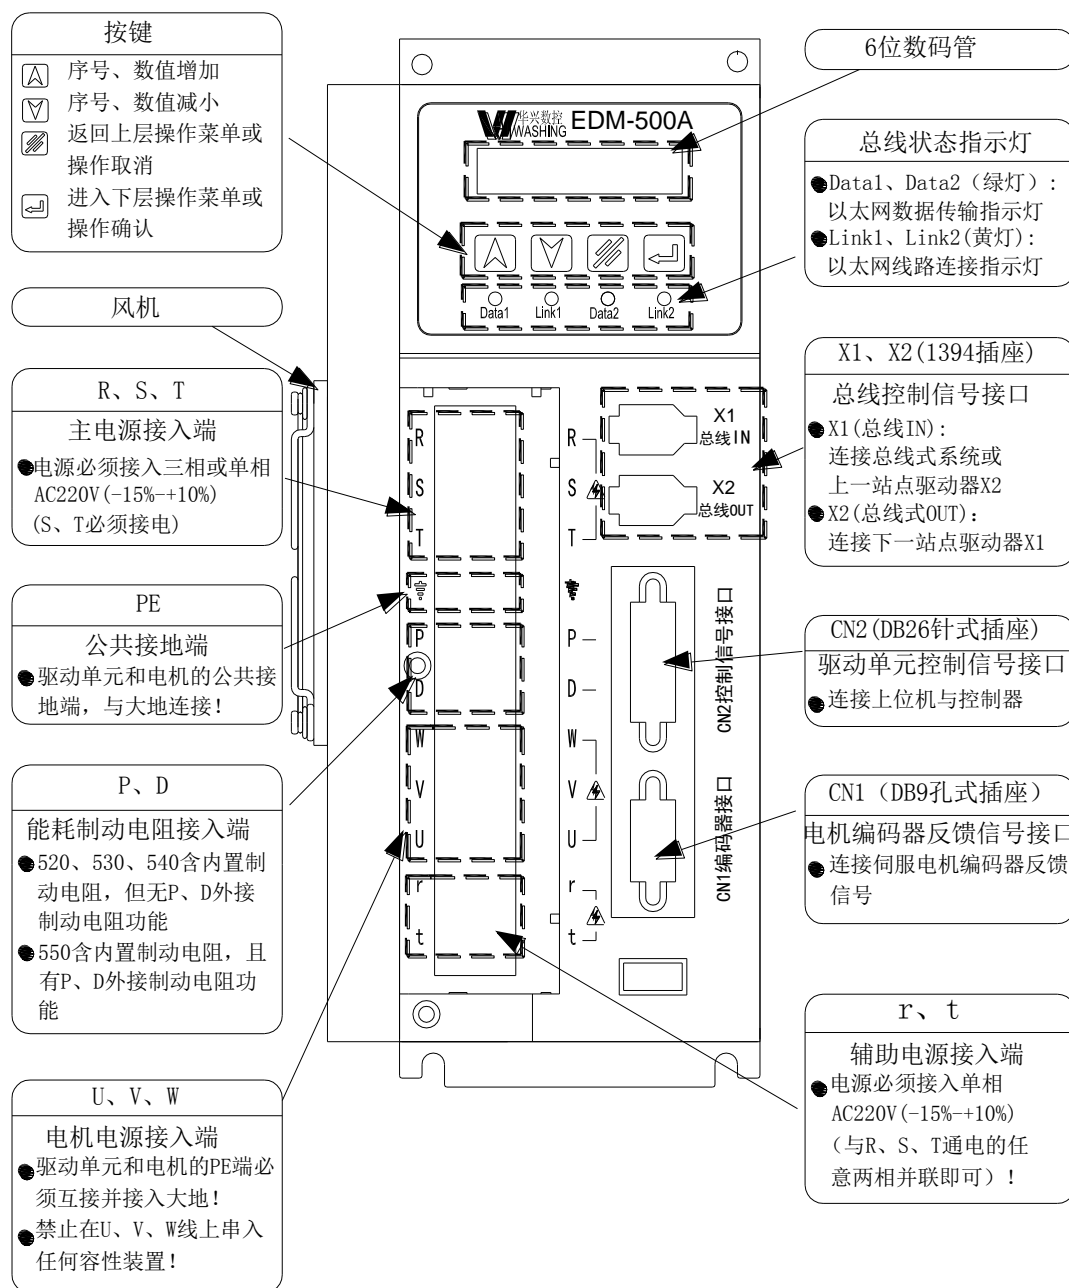 按键
序号、数值增加
序号、数值减小
返回上层操作菜单或
操作取消
进入下层操作菜单或
操作确认
风机
R、S、T
主电源接入端
电源必须接入三相或单相
AC220V(-15%-+10%)
(S、T必须接电)
PE
公共接地端
驱动单元和电机的公共接
地端，与大地连接！
P、D
能耗制动电阻接入端
520、530、540含内置制
动电阻，但无P、D外接
制动电阻功能
550含内置制动电阻，且
有P、D外接制动电阻功
能
U、V、W
电机电源接入端
驱动单元和电机的PE端必
须互接并接入大地！
禁止在U、V、W线上串入
任何容性装置！
华兴数控
WASHING
EDM-500A
Data1
Link1
Data2
Link2
R
S
T
P
D
W
V
U
r
t
R
S
T
P
D
W
V
U
r
t
X1
总线IN
X2
总线OUT
CN2控制信号接口
CN1编码器接口
6位数码管
总线状态指示灯
Data1、Data2（绿灯）:
以太网数据传输指示灯
Link1、Link2(黄灯):
以太网线路连接指示灯
X1、X2(1394插座)
总线控制信号接口
X1(总线IN):
连接总线式系统或
上一站点驱动器X2
X2(总线式OUT):
连接下一站点驱动器X1
CN2(DB26针式插座)
驱动单元控制信号接口
连接上位机与控制器
CN1（DB9孔式插座）
电机编码器反馈信号接口
连接伺服电机编码器反馈
信号
r、t
辅助电源接入端
电源必须接入单相
AC220V(-15%-+10%)
（与R、S、T通电的任
意两相并联即可）！